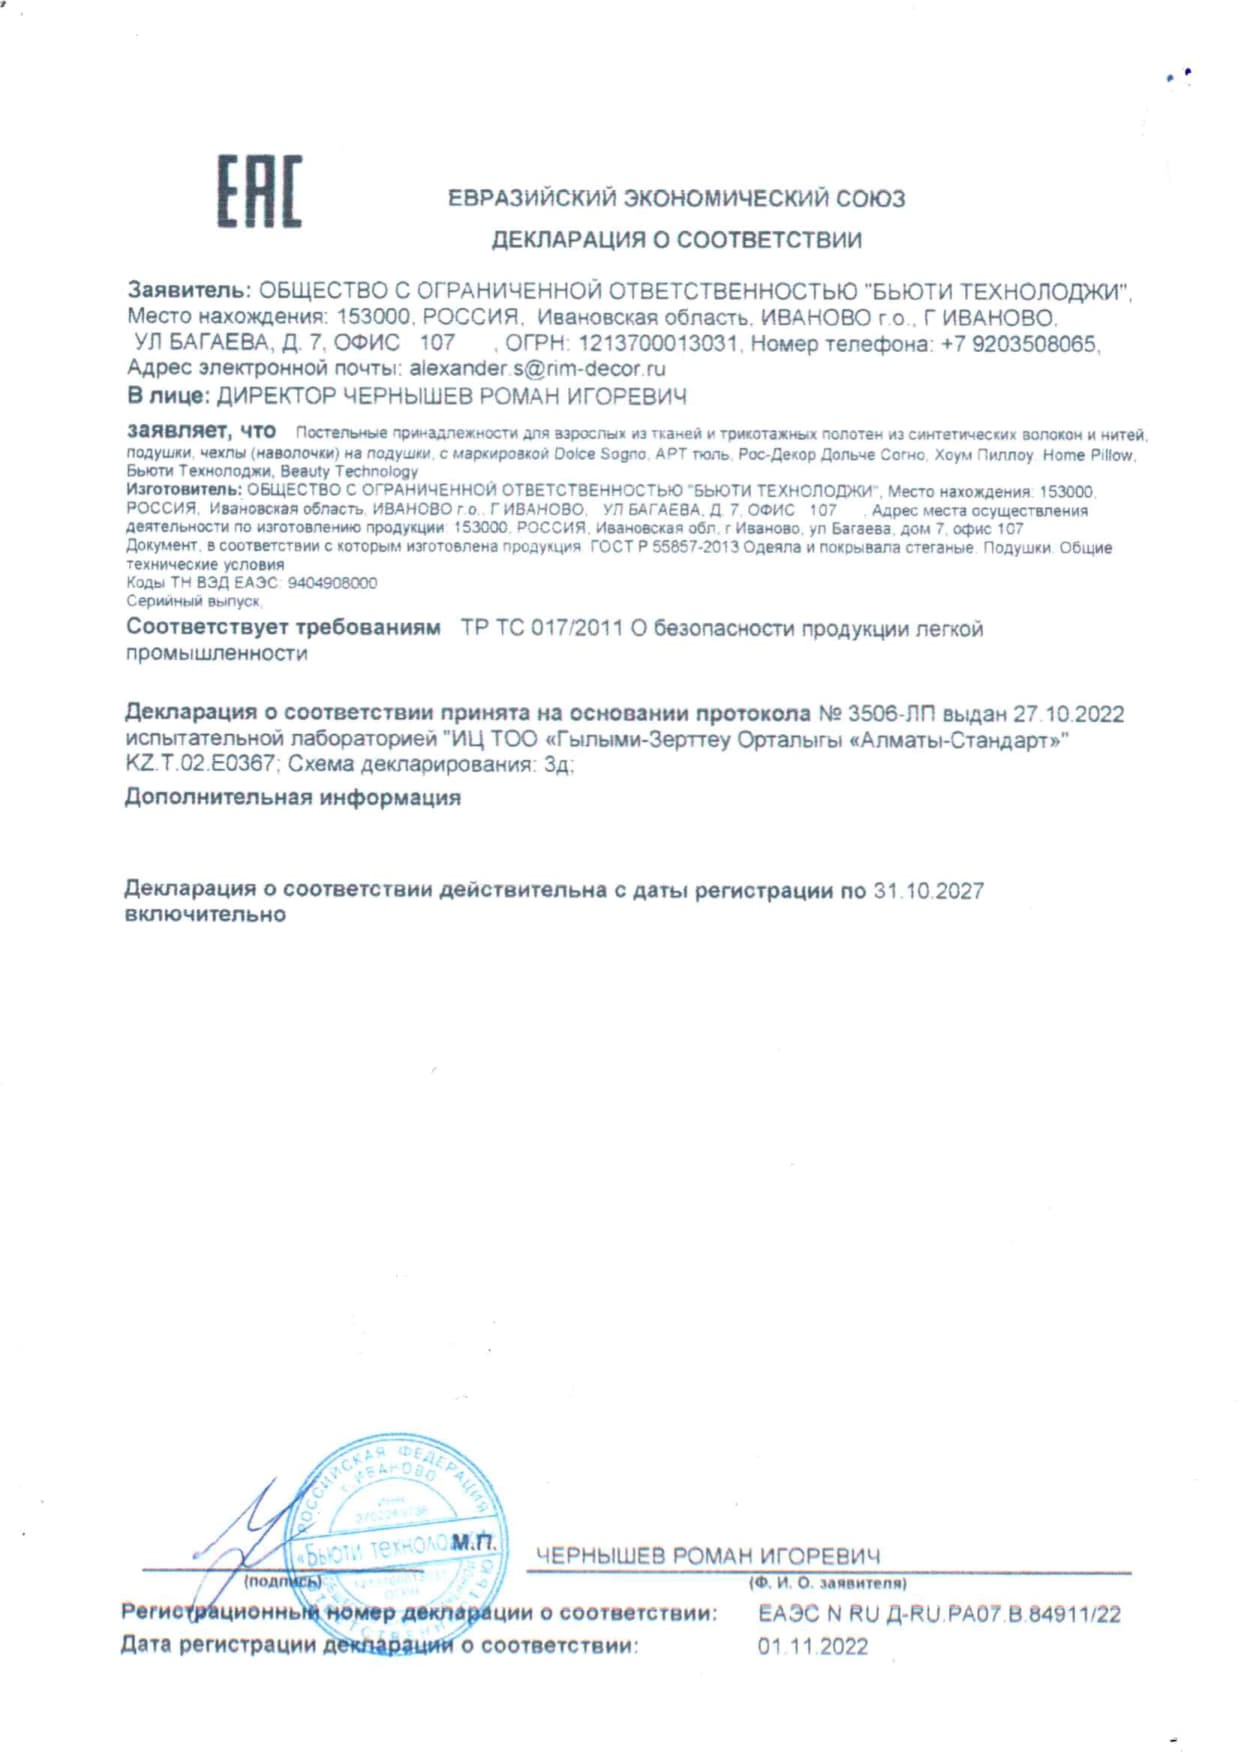 EAC
ЕВРАЗИЙСКИЙ ЭКОНОМИЧЕСКИЙ СОЮЗ
ДЕКЛАРАЦИЯ О СООТВЕТСТВИИ
Заявитель: ОБЩЕСТВО С ОГРАНИЧЕННОЙ ОТВЕТСТВЕННОСТЬЮ "БЬЮТИ ТЕХНОЛОДЖИ",
Место нахождения: 153000, РОССИЯ, Ивановская область, ИВАНОВО г.о., Г ИВАНОВО,
УЛ БАГАЕВА, Д. 7, ОФИС 107 , ОГРН: 1213700013031, Номер телефона: +7 9203508065,
Адрес электронной почты: alexander.s@rim-decor.ru
В лице: ДИРЕКТОР ЧЕРНЫШЕВ РОМАН ИГОРЕВИЧ
заявляет, что Постельные принадлежности для взрослых из тканей и трикотажных полотен из синтетических волокон и нитей,
подушки, чехлы (наволочки) на подушки, с маркировкой Dolce Sogno, АРТ тюль, Рос-Декор Дольче Согно, Хоум Пиллоу, Home Pillow,
Бьюти Технолоджи, Beauty Technology
Изготовитель: ОБЩЕСТВО С ОГРАНИЧЕННОЙ ОТВЕТСТВЕННОСТЬЮ "БЬЮТИ ТЕХНОЛОДЖИ", Место нахождения: 153000,
РОССИЯ, Ивановская область, ИВАНОВО г.о., Г ИВАНОВО, УЛ БАГАЕВА, Д. 7, ОФИС 107 , Адрес места осуществления
деятельности по изготовлению продукции: 153000, РОССИЯ, Ивановская обл, г Иваново, ул Багаева, дом 7, офис 107
Документ, в соответствии с которым изготовлена продукция: ГОСТ Р 55857-2013 Одеяла и покрывала стеганые. Подушки. Общие
технические условия
Коды ТН ВЭД ЕАЭС: 9404908000
Серийный выпуск,
Соответствует требованиям ТР ТС 017/2011 О безопасности продукции легкой
промышленности
Декларация о соответствии принята на основании протокола № 3506-ЛП выдан 27.10.2022
испытательной лабораторией "ИЦ ТОО «Гылыми-Зерттеу Орталыгы «Алматы-Стандарт»"
KZ.T.02.E0367; Схема декларирования: 3д;
Дополнительная информация
Декларация о соответствии действительна с даты регистрации по 31.10.2027
включительно
РОССИЙСКАЯ ФЕДЕРАЦИЯ
г. ИВАНОВО
ИНН
«Бьюти технолоджи»
ОГРН
М.П.
ЧЕРНЫШЕВ РОМАН ИГОРЕВИЧ
(подпись)
(Ф. И. О. заявителя)
Регистрационный номер декларации о соответствии: ЕАЭС N RU Д-RU.РА07.В.84911/22
Дата регистрации декларации о соответствии: 01.11.2022